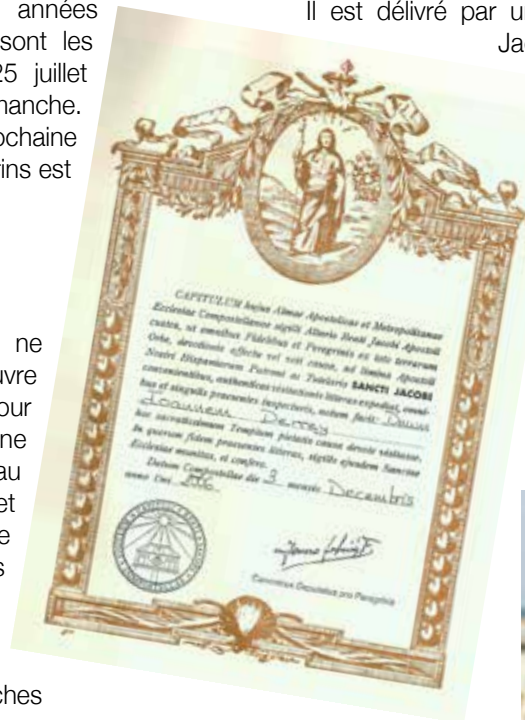 années
sont les
25 juillet
manche.
ochaine
rins est
ne
uvre
our
ne
au
et
e
s
ches
Il est délivré par u
Ja
CAPITULUM hujus Almae Apostolicae et Metropolitanae
Ecclesiae Compostellanae sigilli Altaris Beati Jacobi Apostoli
custos, ut omnibus Fidelibus et Peregrinis ex toto terrarum
Orbe, devotionis affectu vel voti causa, ad limina Apostoli
Nostri Hispaniarum Patroni ac Tutelaris SANCTI JACOBI
convenientibus, authenticas visitationis litteras expediat, omni-
bus et singulis praesentes inspecturis, notum facit: Dnum
Joannem Derrey
hoc sacratissimum Templum pietatis causa devote visitasse.
In quorum fidem praesentes litteras, sigillo ejusdem Sanctae
Ecclesiae munitas, ei confero.
Datum Compostellae die 3 mensis Decembris
anno Dni 2006
Canonicus Deputatus pro Peregrinis